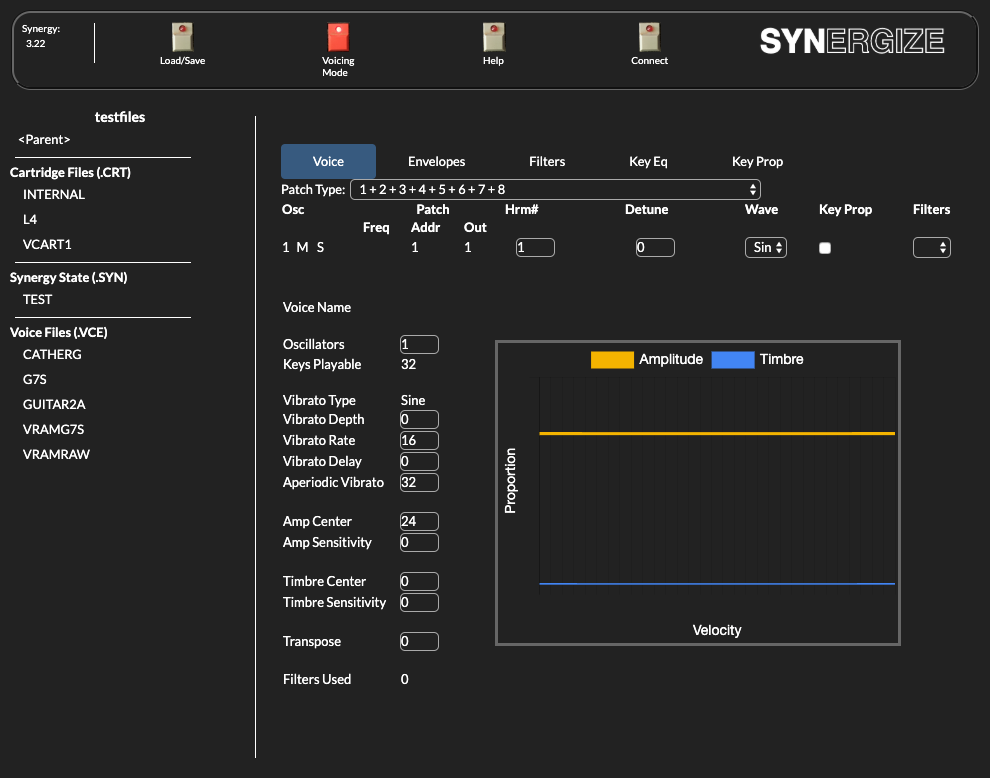 Synergy:
3.22
Load/Save
Voicing
Mode
Help
Connect
SYNERGIZE
testfiles
<Parent>
Cartridge Files (.CRT)
INTERNAL
L4
VCART1
Synergy State (.SYN)
TEST
Voice Files (.VCE)
CATHERG
G7S
GUITAR2A
VRAMG7S
VRAMRAW
Voice Envelopes Filters Key Eq Key Prop
Patch Type: 1 + 2 + 3 + 4 + 5 + 6 + 7 + 8
Osc Patch Hrm# Detune Wave Key Prop Filters
Freq Addr Out
1 M S 1 1 1 0 Sin
Voice Name
Oscillators 1
Keys Playable 32
Vibrato Type Sine
Vibrato Depth 0
Vibrato Rate 16
Vibrato Delay 0
Aperiodic Vibrato 32
Amp Center 24
Amp Sensitivity 0
Timbre Center 0
Timbre Sensitivity 0
Transpose 0
Filters Used 0
Amplitude Timbre
Proportion
Velocity